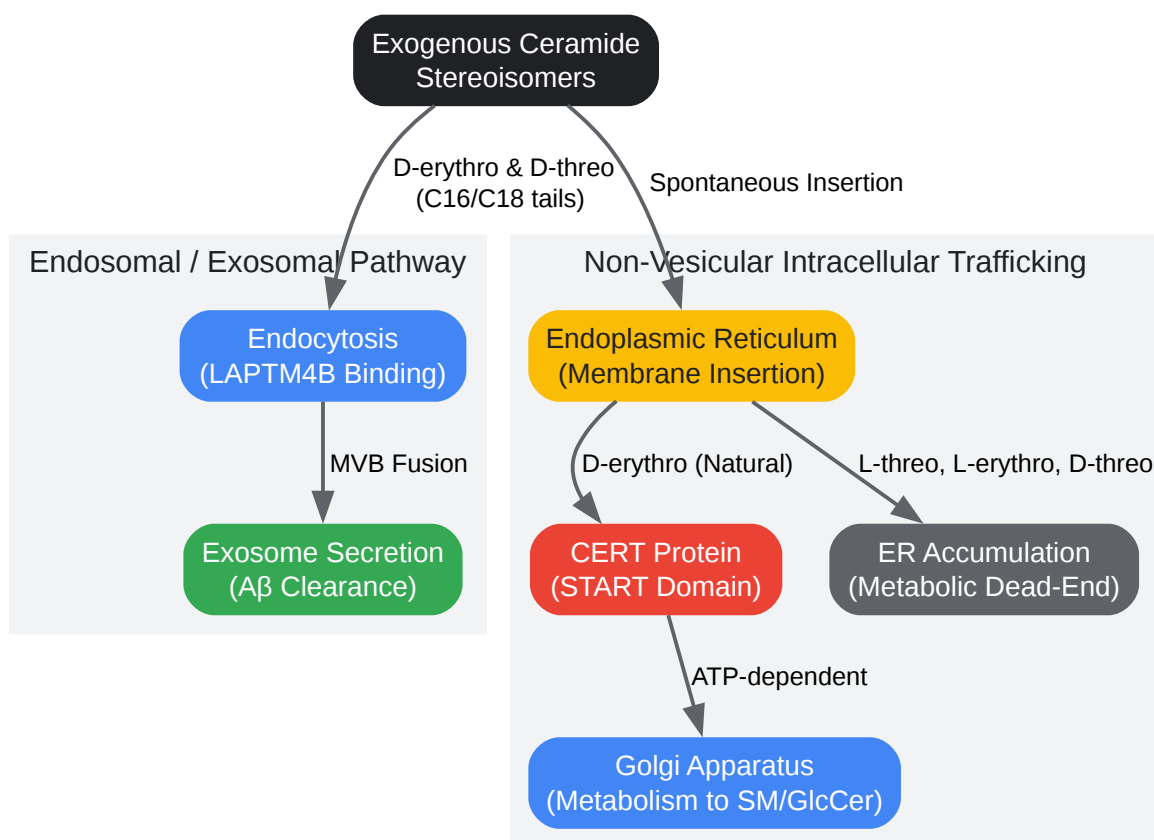 Exogenous Ceramide
Stereoisomers
D-erythro & D-threo
(C16/C18 tails)
Spontaneous Insertion
Endosomal / Exosomal Pathway
Non-Vesicular Intracellular Trafficking
Endocytosis
(LAPTM4B Binding)
Endoplasmic Reticulum
(Membrane Insertion)
MVB Fusion
D-erythro (Natural)
L-threo, L-erythro, D-threo
Exosome Secretion
(Aβ Clearance)
CERT Protein
(START Domain)
ER Accumulation
(Metabolic Dead-End)
ATP-dependent
Golgi Apparatus
(Metabolism to SM/GlcCer)